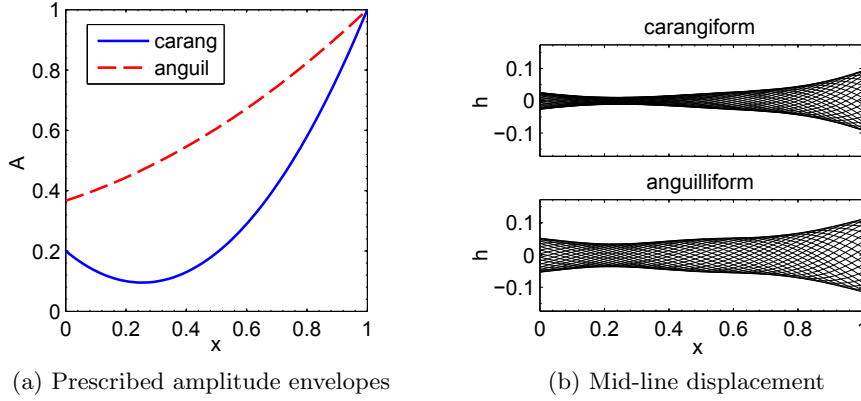 carang
anguil
A
1
0.8
0.6
0.4
0.2
0
0 0.2 0.4 0.6 0.8 1
x
(a) Prescribed amplitude envelopes
carangiform
h
0.1
0
−0.1
anguilliform
h
0.1
0
−0.1
0 0.2 0.4 0.6 0.8 1
x
(b) Mid-line displacement